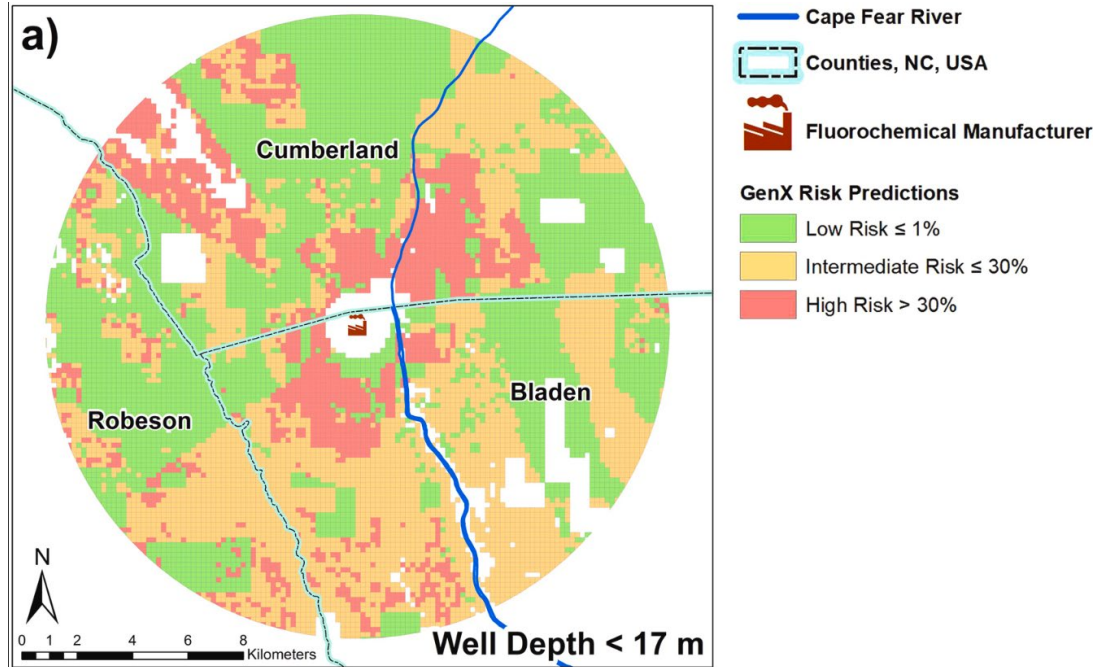 a)
Cumberland
Robeson
Bladen
N
0 1 2 4 6 8
Kilometers
Well Depth < 17 m
Cape Fear River
Counties, NC, USA
Fluorochemical Manufacturer
GenX Risk Predictions
Low Risk ≤ 1%
Intermediate Risk ≤ 30%
High Risk > 30%